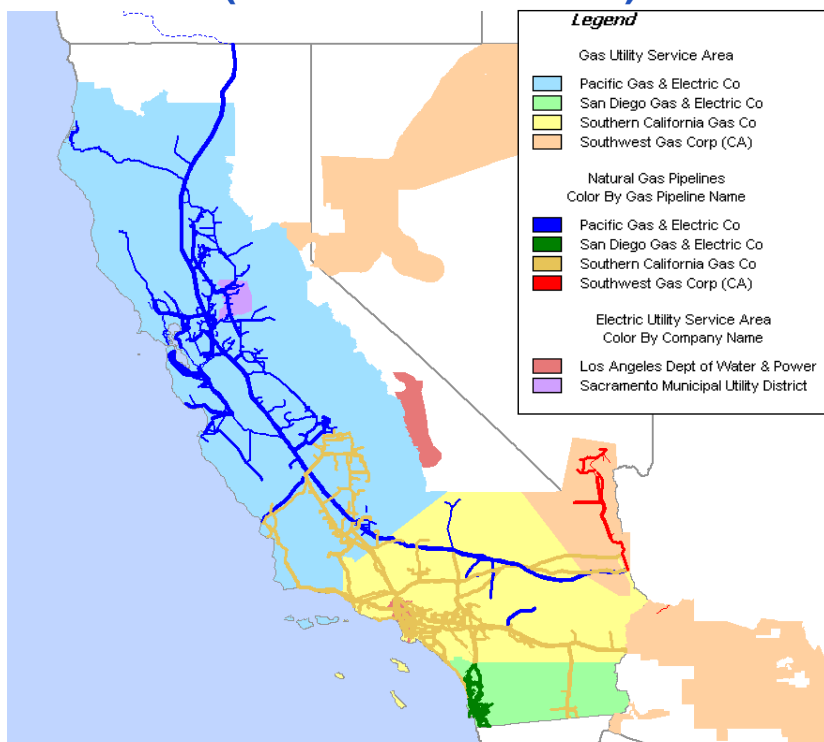 Legend
Gas Utility Service Area
Pacific Gas & Electric Co
San Diego Gas & Electric Co
Southern California Gas Co
Southwest Gas Corp (CA)
Natural Gas Pipelines
Color By Gas Pipeline Name
Pacific Gas & Electric Co
San Diego Gas & Electric Co
Southern California Gas Co
Southwest Gas Corp (CA)
Electric Utility Service Area
Color By Company Name
Los Angeles Dept of Water & Power
Sacramento Municipal Utility District